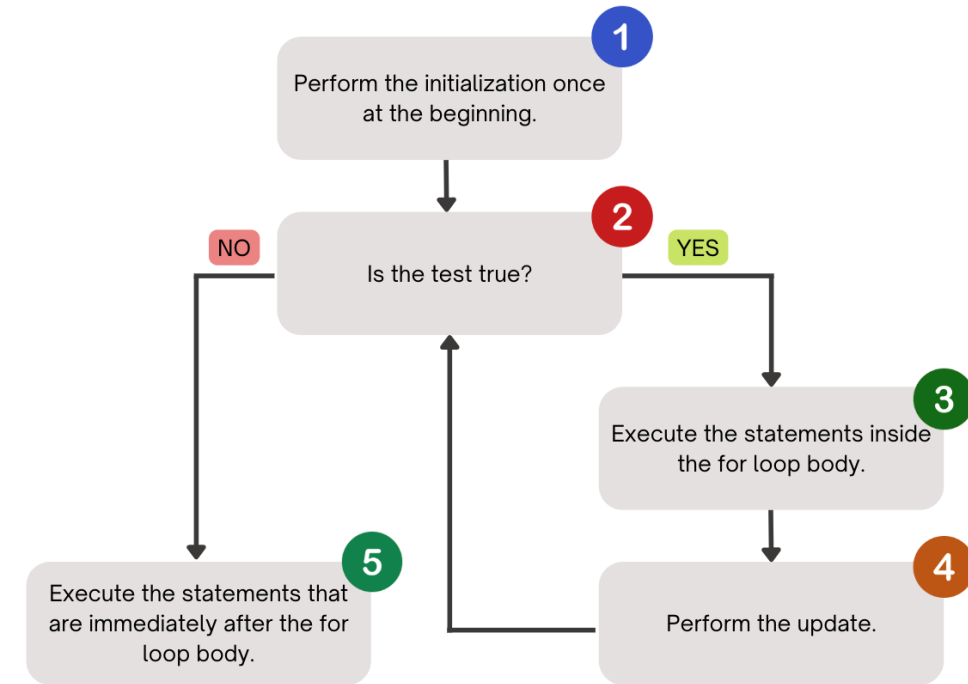 1
Perform the initialization once
at the beginning.
2
NO
YES
Is the test true?
3
Execute the statements inside
the for loop body.
4
Perform the update.
5
Execute the statements that
are immediately after the for
loop body.